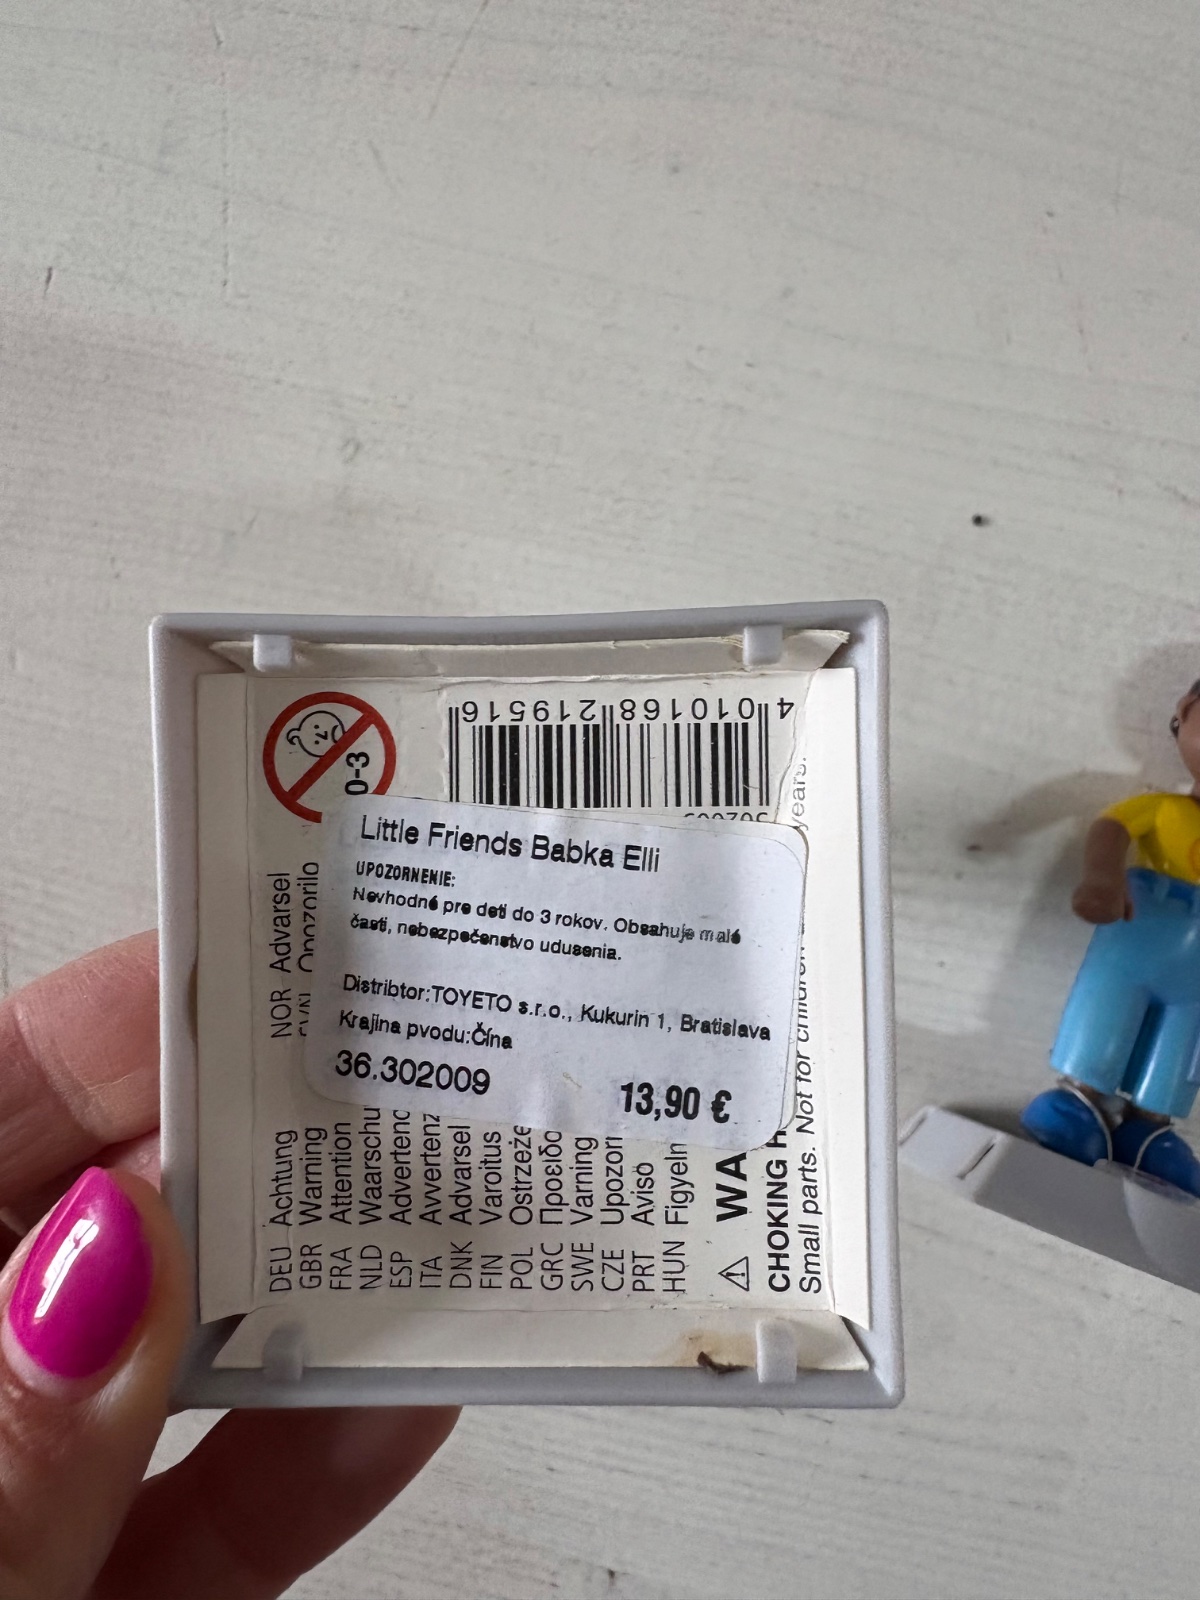 4 010168 219516
0-3
Little Friends Babka Elli
UPOZORNENIE:
Nevhodné pre deti do 3 rokov. Obsahuje malé
časti, nebezpečenstvo udusenia.
Distribtor:TOYETO s.r.o., Kukurin 1, Bratislava
Krajina pvodu:Čína
36.302009 13,90 €
NOR Advarsel
Opozorilo
DEU Achtung
GBR Warning
FRA Attention
NLD Waarschu
ESP Advertenc
ITA Avvertenz
DNK Advarsel
FIN Varoitus
POL Ostrzeże
GRC Προειδο
SWE Varning
CZE Upozorn
PRT Aviso
HUN Figyeln
WA
CHOKING H
Small parts. Not for children years.